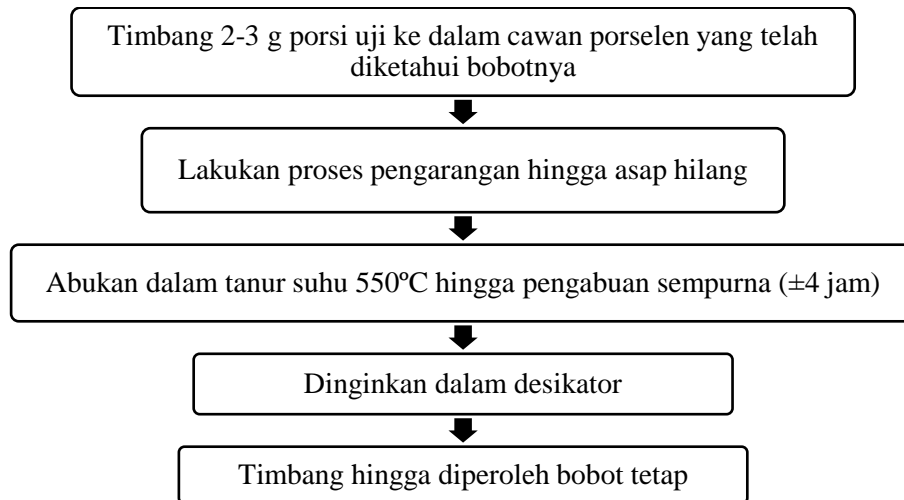 Timbang 2-3 g porsi uji ke dalam cawan porselen yang telah
diketahui bobotnya
Lakukan proses pengarangan hingga asap hilang
Abukan dalam tanur suhu 550ºC hingga pengabuan sempurna (±4 jam)
Dinginkan dalam desikator
Timbang hingga diperoleh bobot tetap